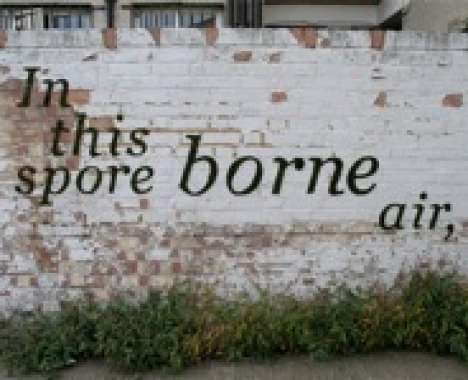 In
this
spore borne
air,